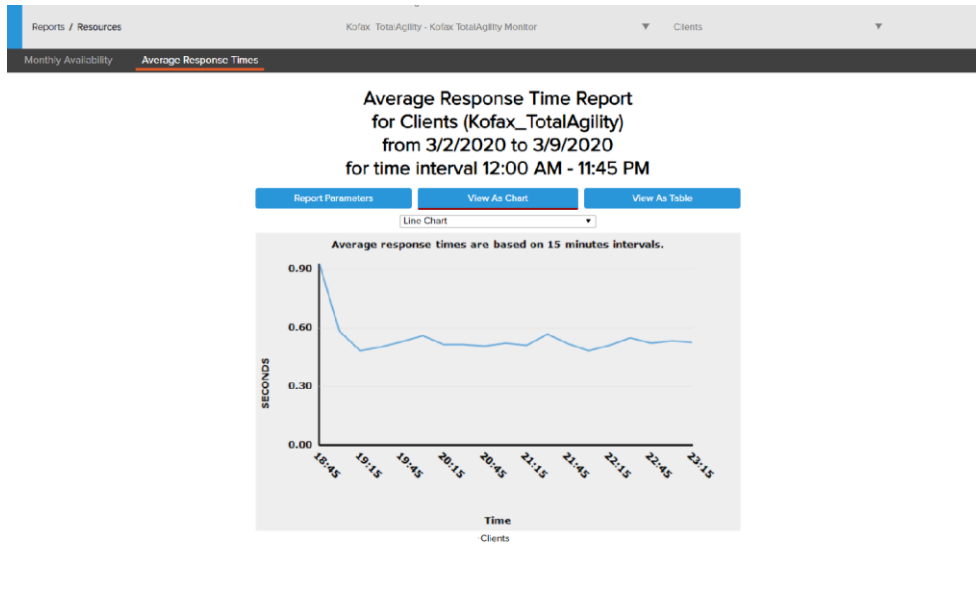 Reports / Resources
Kofax_TotalAgility - Kofax TotalAgility Monitor
Clients
Monthly Availability
Average Response Times
Average Response Time Report
for Clients (Kofax_TotalAgility)
from 3/2/2020 to 3/9/2020
for time interval 12:00 AM - 11:45 PM
Report Parameters
View As Chart
View As Table
Line Chart
Average response times are based on 15 minutes intervals.
0.90
0.60
0.30
0.00
SECONDS
18:45
19:15
19:45
20:15
20:45
21:15
21:45
22:15
22:45
23:15
Time
Clients